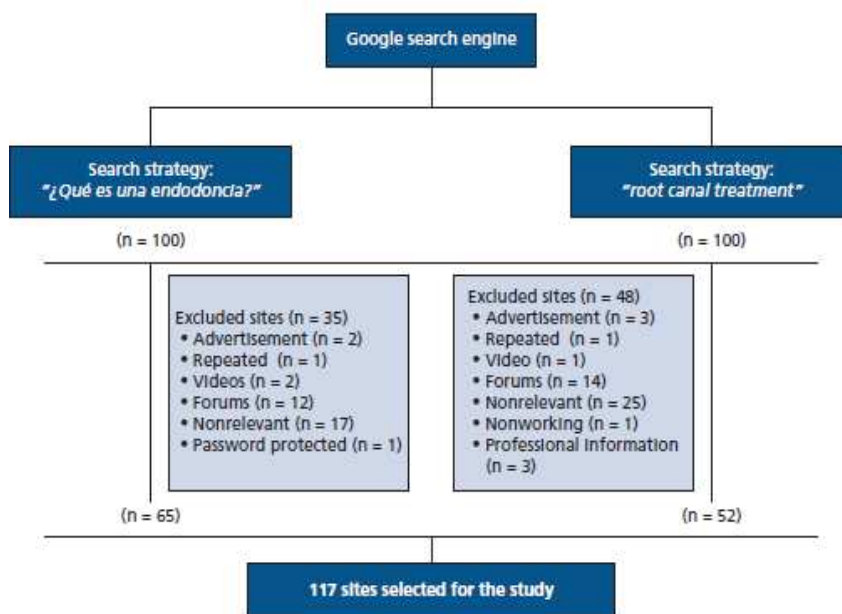 Google search engine
Search strategy:
"¿Qué es una endodoncia?"
(n = 100)
Search strategy:
"root canal treatment"
(n = 100)
Excluded sites (n = 35)
• Advertisement (n = 2)
• Repeated (n = 1)
• Videos (n = 2)
• Forums (n = 12)
• Nonrelevant (n = 17)
• Password protected (n = 1)
Excluded sites (n = 48)
• Advertisement (n = 3)
• Repeated (n = 1)
• Video (n = 1)
• Forums (n = 14)
• Nonrelevant (n = 25)
• Nonworking (n = 1)
• Professional information
(n = 3)
(n = 65)
(n = 52)
117 sites selected for the study